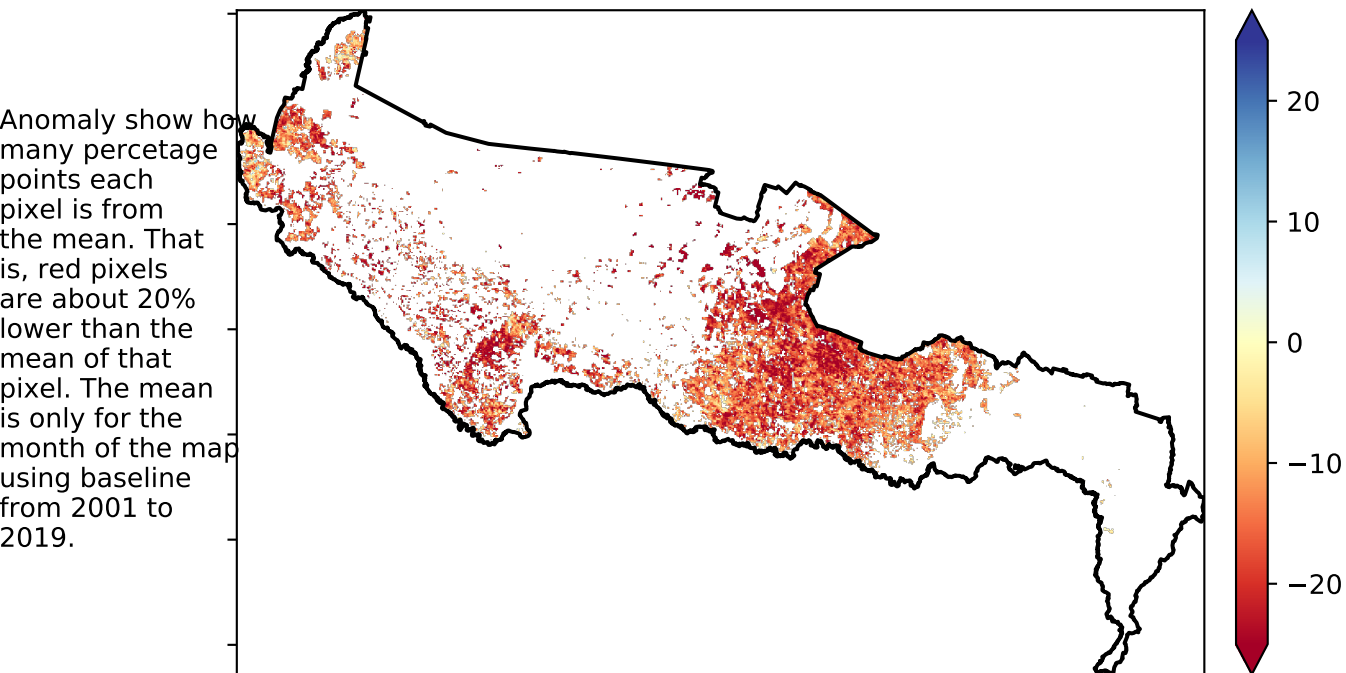 Anomaly show how
many percetage
points each
pixel is from
the mean. That
is, red pixels
are about 20%
lower than the
mean of that
pixel. The mean
is only for the
month of the map
using baseline
from 2001 to
2019.
20
10
0
−10
−20